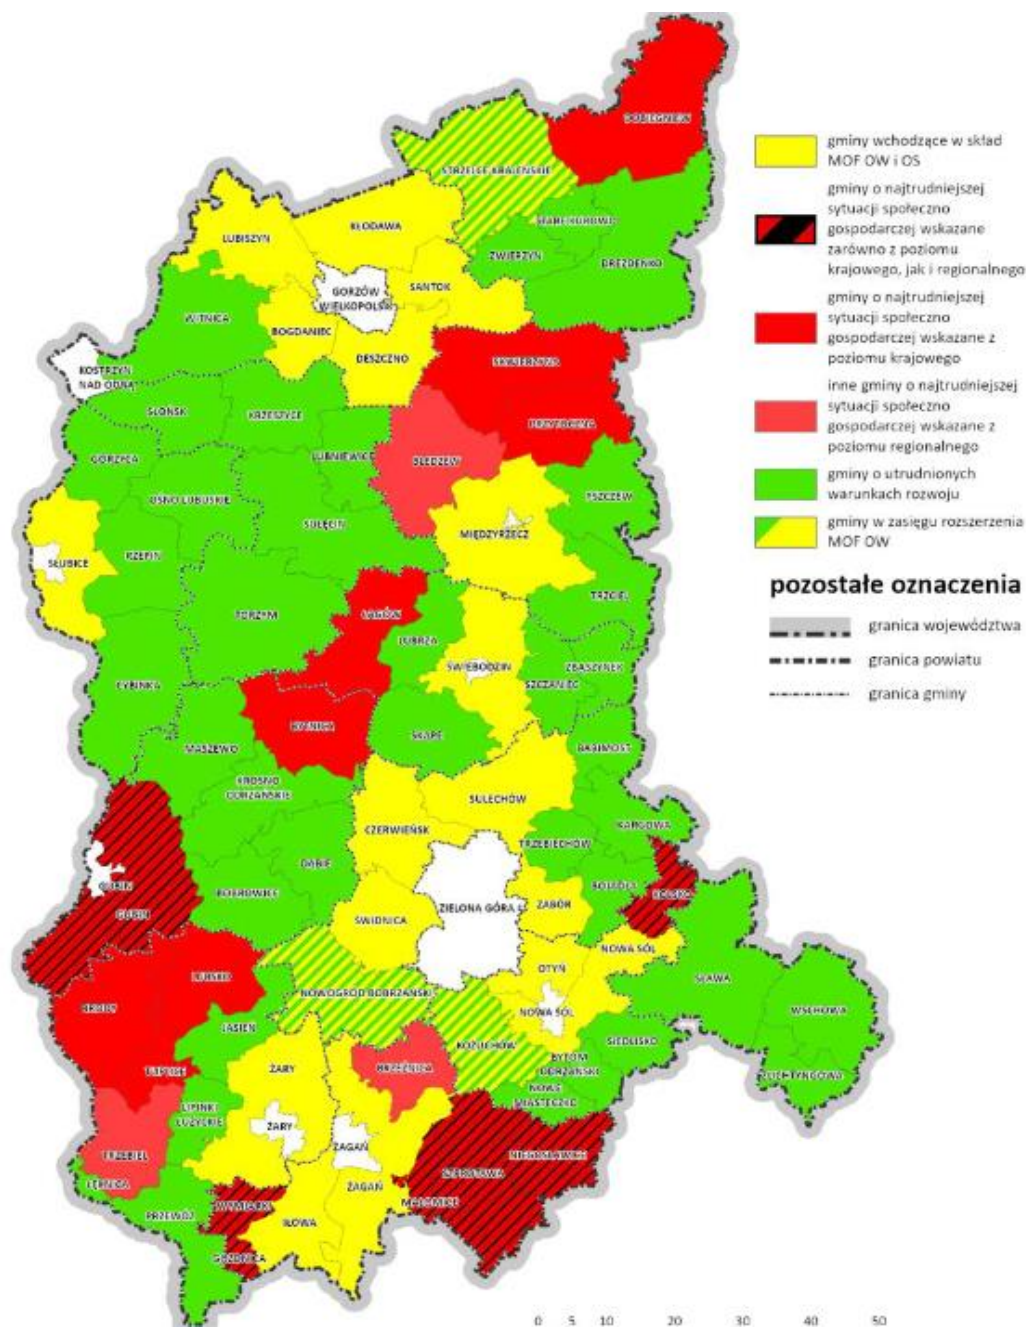 DOBIEGNIEW
STRZELCE KRAJEŃSKIE
STARE KUROWO
ZWIERZYN
DREZDENKO
KŁODAWA
LUBISZYN
SANTOK
GORZÓW
WIELKOPOLSKI
WITNICA
BOGDANIEC
DESZCZNO
KOSTRZYN
NAD ODRĄ
SKWIERZYNA
SŁOŃSK
KRZESZYCE
PRZYTOCZNA
GÓRZYCA
LUBNIEWICE
BLEDZEW
OŚNO LUBUSKIE
PSZCZEW
SULĘCIN
MIĘDZYRZECZ
RZEPIN
SŁUBICE
TRZCIEL
TORZYM
ŁAGÓW
LUBRZA
ŚWIEBODZIN
ZBĄSZYNEK
CYBINKA
SZCZANIEC
BYTNICA
SKĄPE
MASZEWO
BABIMOST
KROSNO
ODRZAŃSKIE
SULECHÓW
CZERWIEŃSK
KARGOWA
TRZEBIECHÓW
DĄBIE
GUBIN
BOBROWICE
BOJADŁA
KOLSKO
ZABÓR
ZIELONA GÓRA
GUBIN
ŚWIDNICA
NOWA SÓL
OTYŃ
LUBSKO
SŁAWA
NOWOGRÓD BOBRZAŃSKI
BRODY
NOWA SÓL
WSCHOWA
JASIEŃ
KOŻUCHÓW
SIEDLISKO
BYTOM
ODRZAŃSKI
TUPLICE
ŻARY
BRZEŹNICA
SZLICHTYNGOWA
NOWE
MIASTECZKO
LIPINKI
ŁUŻYCKIE
ŻARY
ŻAGAŃ
TRZEBIEL
NIEGOSŁAWICE
SZPROTAWA
ŁĘKNICA
ŻAGAŃ
MAŁOMICE
WYMIARKI
PRZEWÓZ
IŁOWA
GOZDNICA
gminy wchodzące w skład
MOF OW i OS
gminy o najtrudniejszej
sytuacji społeczno
gospodarczej wskazane
zarówno z poziomu
krajowego, jak i regionalnego
gminy o najtrudniejszej
sytuacji społeczno
gospodarczej wskazane z
poziomu krajowego
inne gminy o najtrudniejszej
sytuacji społeczno
gospodarczej wskazane z
poziomu regionalnego
gminy o utrudnionych
warunkach rozwoju
gminy w zasięgu rozszerzenia
MOF OW
pozostałe oznaczenia
granica województwa
granica powiatu
granica gminy
0 5 10 20 30 40 50